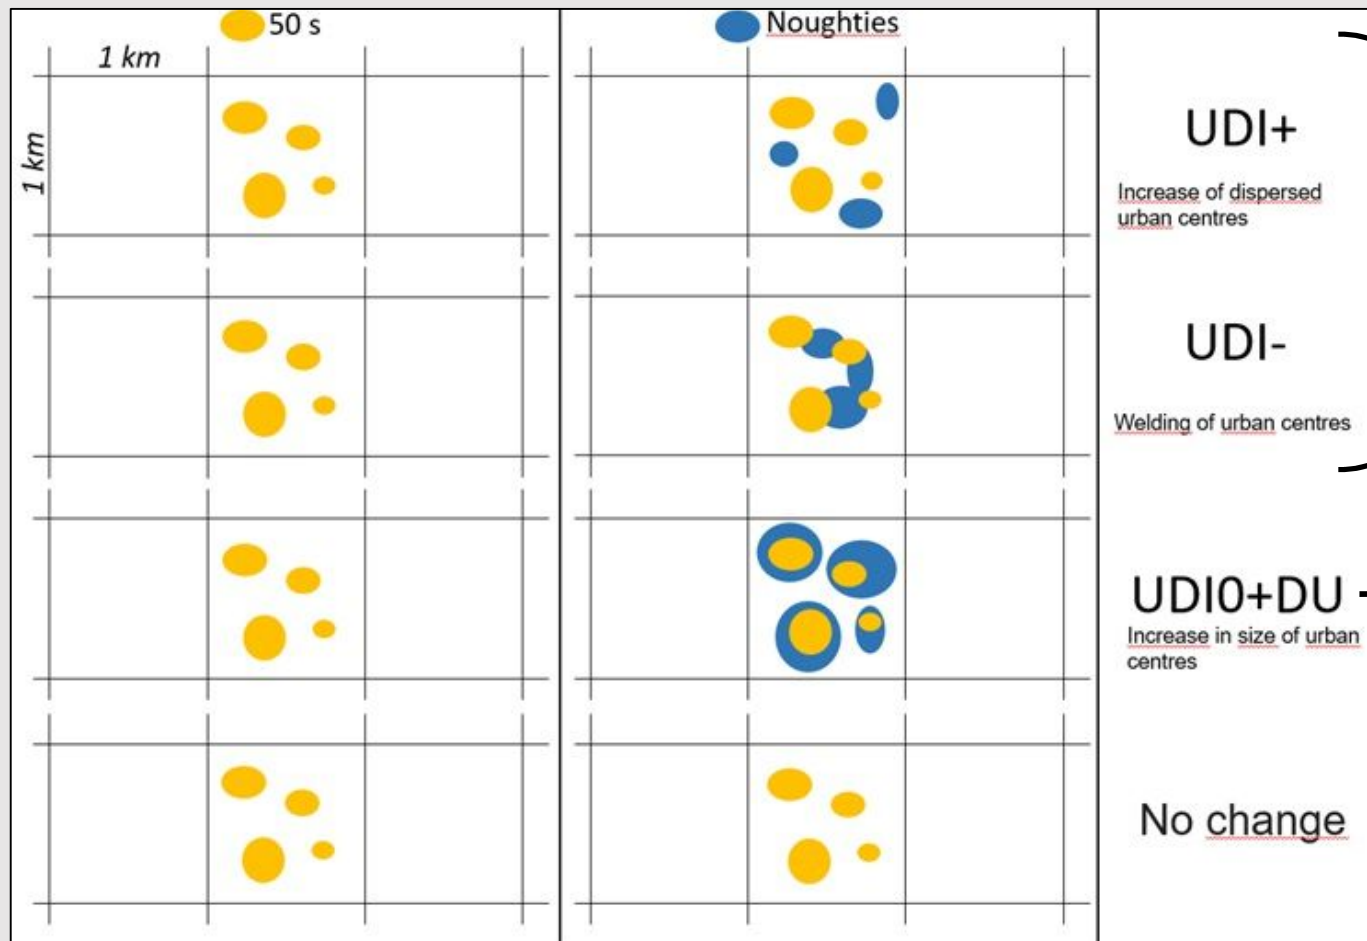 50 s
Noughties
1 km
1 km
UDI+
Increase of dispersed
urban centres
UDI-
Welding of urban centres
UDI0+DU
Increase in size of urban
centres
No change